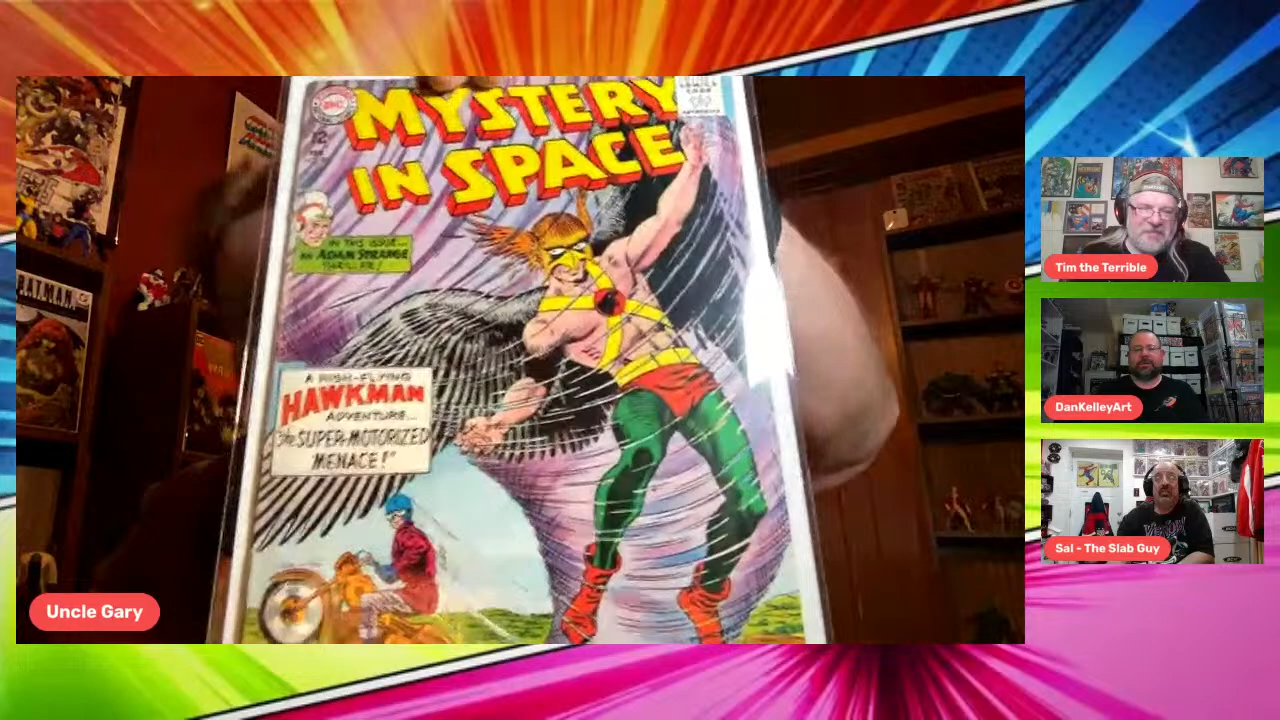 MYSTERY
IN SPACE
DC
12¢
IN THIS ISSUE...
AN ADAM STRANGE
THRILLER!
A HIGH-FLYING
HAWKMAN
ADVENTURE...
"The SUPER-MOTORIZED
MENACE!"
BATMAN
Uncle Gary
Tim the Terrible
DanKelleyArt
Sal - The Slab Guy